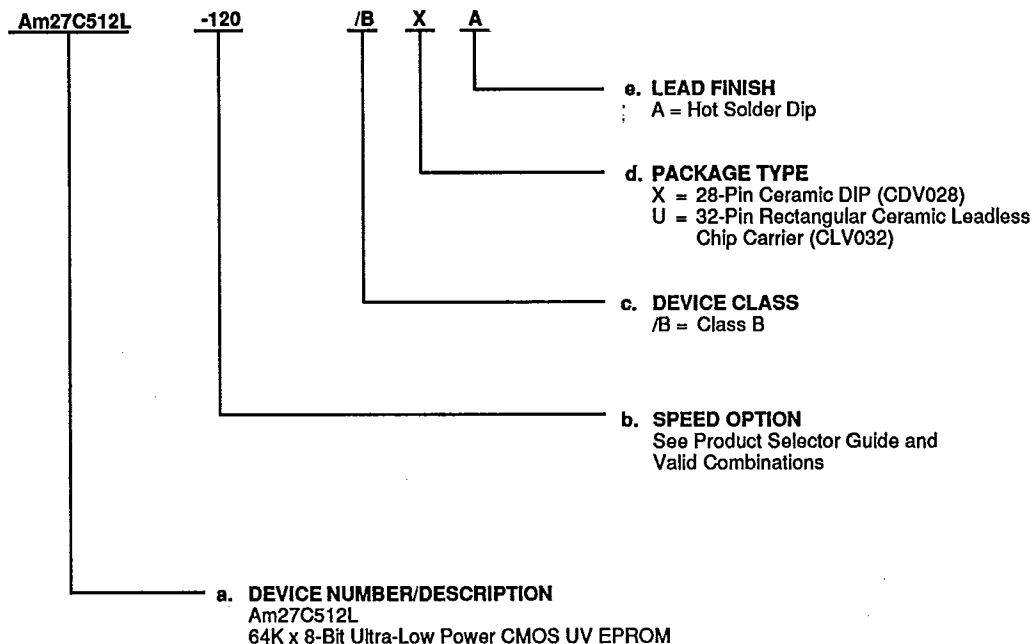 Am27C512L -120 /B X A
e. LEAD FINISH
A = Hot Solder Dip
d. PACKAGE TYPE
X = 28-Pin Ceramic DIP (CDV028)
U = 32-Pin Rectangular Ceramic Leadless
Chip Carrier (CLV032)
c. DEVICE CLASS
/B = Class B
b. SPEED OPTION
See Product Selector Guide and
Valid Combinations
a. DEVICE NUMBER/DESCRIPTION
Am27C512L
64K x 8-Bit Ultra-Low Power CMOS UV EPROM